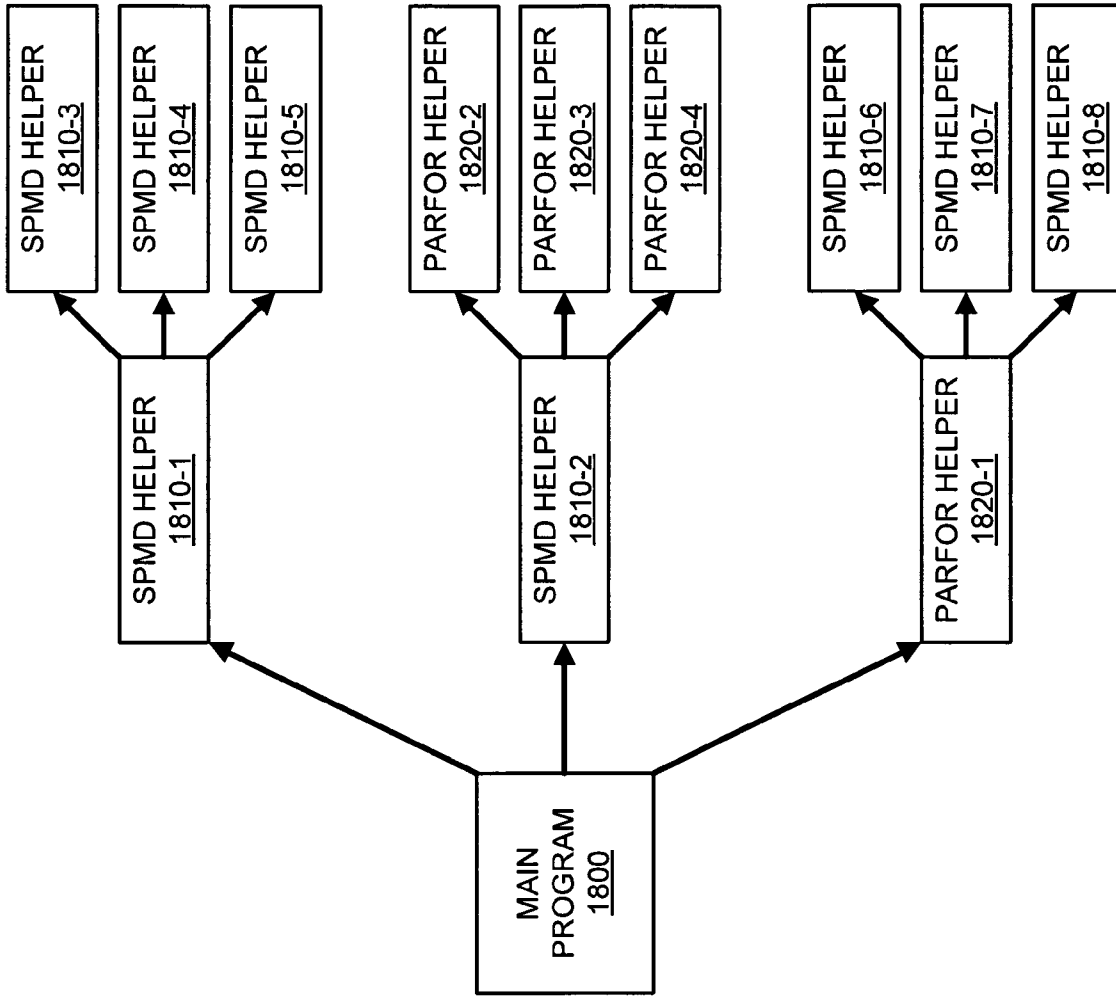 MAIN
PROGRAM
1800
SPMD HELPER
1810-1
SPMD HELPER
1810-2
PARFOR HELPER
1820-1
SPMD HELPER
1810-3
SPMD HELPER
1810-4
SPMD HELPER
1810-5
PARFOR HELPER
1820-2
PARFOR HELPER
1820-3
PARFOR HELPER
1820-4
SPMD HELPER
1810-6
SPMD HELPER
1810-7
SPMD HELPER
1810-8